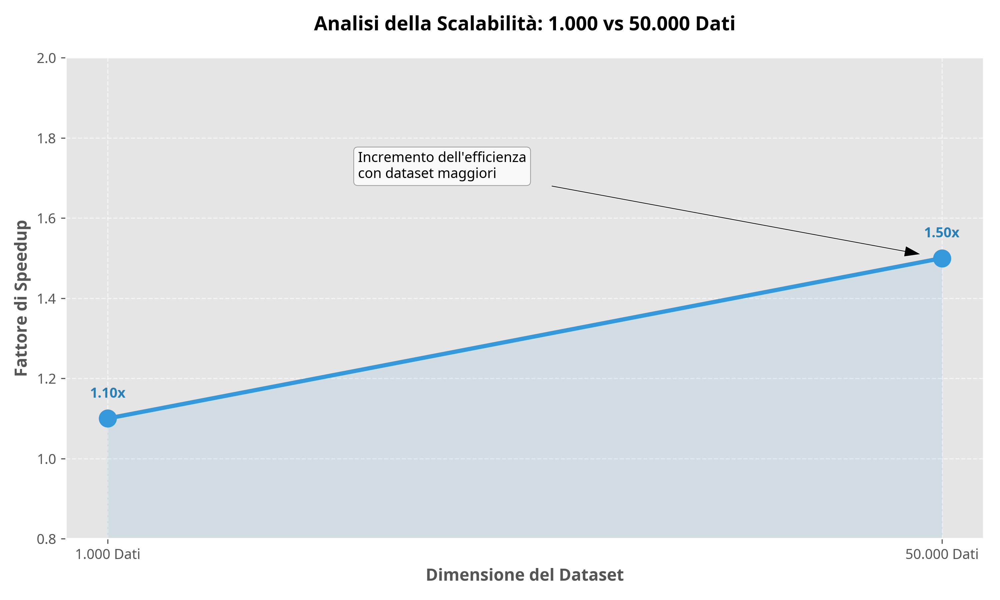 Analisi della Scalabilità: 1.000 vs 50.000 Dati
2.0
1.8
1.6
1.4
1.2
1.0
0.8
Fattore di Speedup
Incremento dell'efficienza
con dataset maggiori
1.50x
1.10x
1.000 Dati
50.000 Dati
Dimensione del Dataset